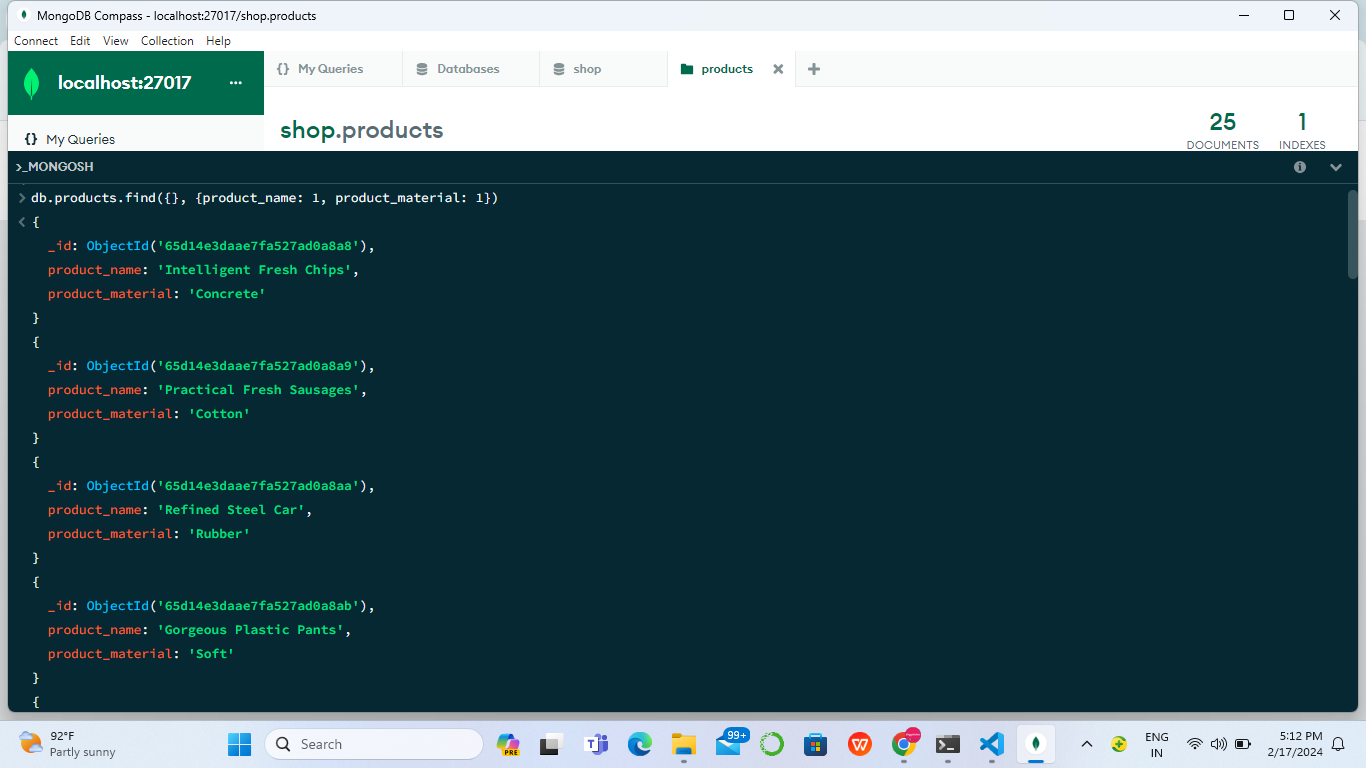 MongoDB Compass - localhost:27017/shop.products
Connect Edit View Collection Help
localhost:27017 ...
{} My Queries
Databases
shop
products
{} My Queries
shop.products
25
DOCUMENTS
1
INDEXES
>_MONGOSH
> db.products.find({}, {product_name: 1, product_material: 1})
< {
_id: ObjectId('65d14e3daae7fa527ad0a8a8'),
product_name: 'Intelligent Fresh Chips',
product_material: 'Concrete'
}
{
_id: ObjectId('65d14e3daae7fa527ad0a8a9'),
product_name: 'Practical Fresh Sausages',
product_material: 'Cotton'
}
{
_id: ObjectId('65d14e3daae7fa527ad0a8aa'),
product_name: 'Refined Steel Car',
product_material: 'Rubber'
}
{
_id: ObjectId('65d14e3daae7fa527ad0a8ab'),
product_name: 'Gorgeous Plastic Pants',
product_material: 'Soft'
}
{
92°F
Partly sunny
Search
PRE
99+
ENG
IN
5:12 PM
2/17/2024